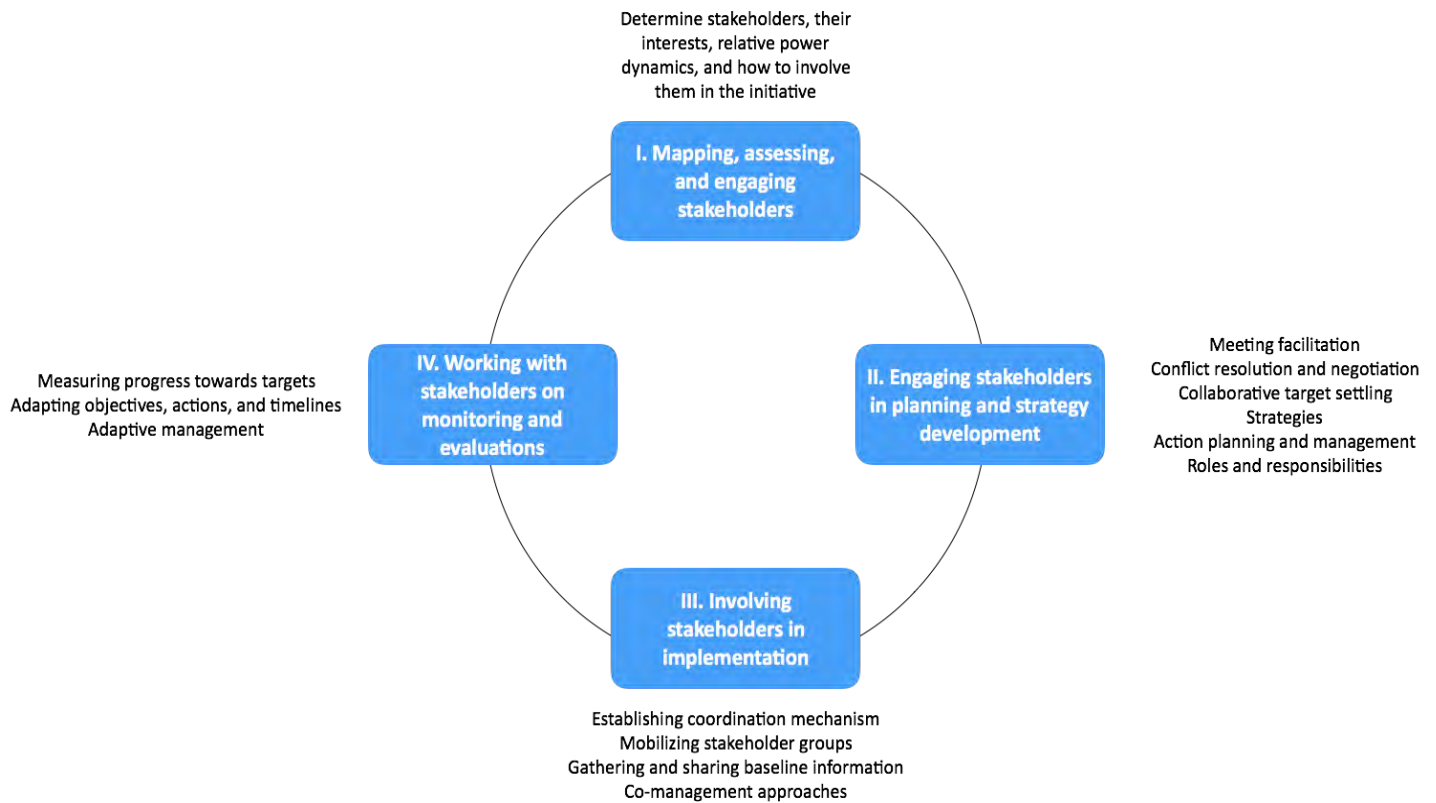 Determine stakeholders, their
interests, relative power
dynamics, and how to involve
them in the initiative
I. Mapping, assessing,
and engaging
stakeholders
II. Engaging stakeholders
in planning and strategy
development
Meeting facilitation
Conflict resolution and negotiation
Collaborative target settling
Strategies
Action planning and management
Roles and responsibilities
III. Involving
stakeholders in
implementation
Establishing coordination mechanism
Mobilizing stakeholder groups
Gathering and sharing baseline information
Co-management approaches
IV. Working with
stakeholders on
monitoring and
evaluations
Measuring progress towards targets
Adapting objectives, actions, and timelines
Adaptive management